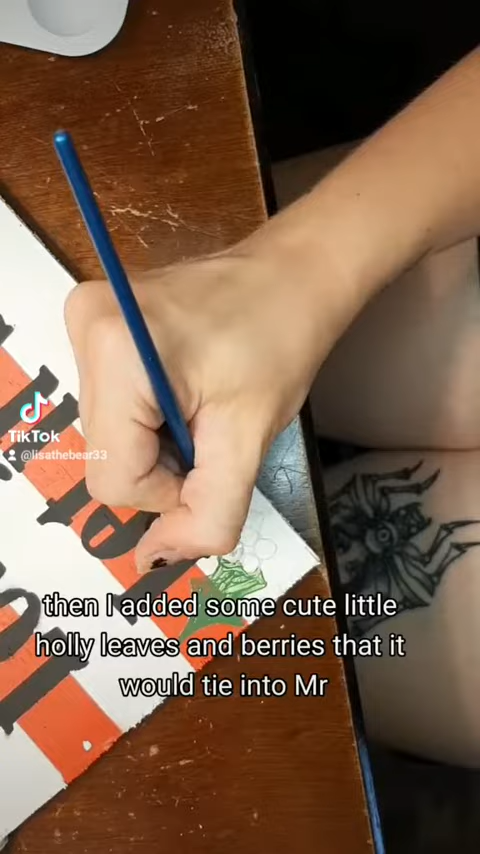 TikTok
@lisathebear33
then I added some cute little
holly leaves and berries that it
would tie into Mr